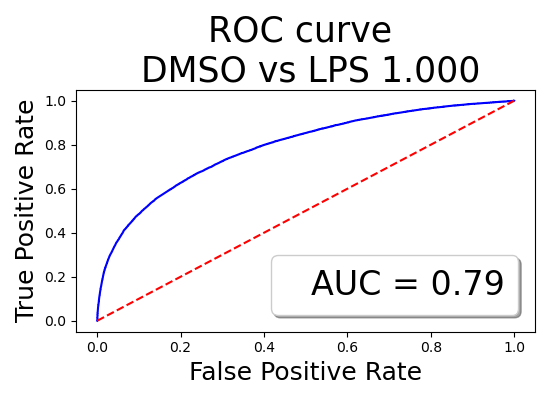 ROC curve
DMSO vs LPS 1.000
True Positive Rate
1.0
0.8
0.6
0.4
0.2
0.0
AUC = 0.79
0.0 0.2 0.4 0.6 0.8 1.0
False Positive Rate